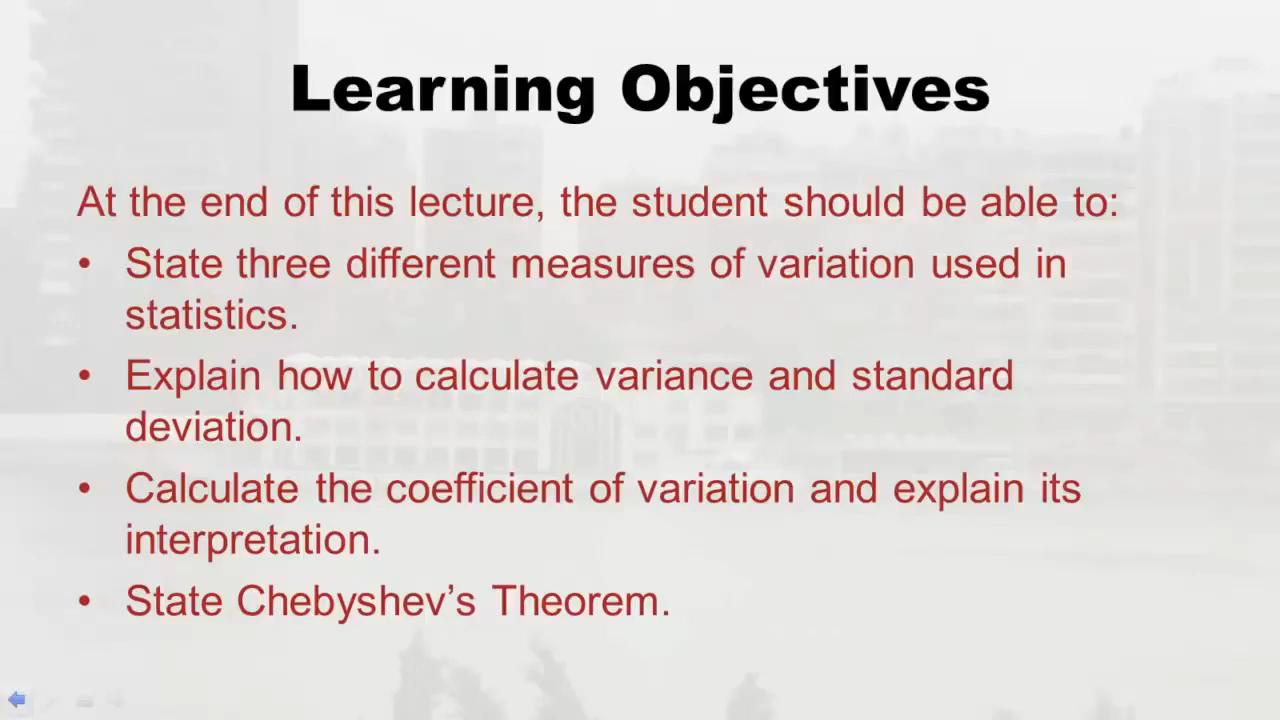 Learning Objectives
At the end of this lecture, the student should be able to:
• State three different measures of variation used in
statistics.
• Explain how to calculate variance and standard
deviation.
• Calculate the coefficient of variation and explain its
interpretation.
• State Chebyshev’s Theorem.